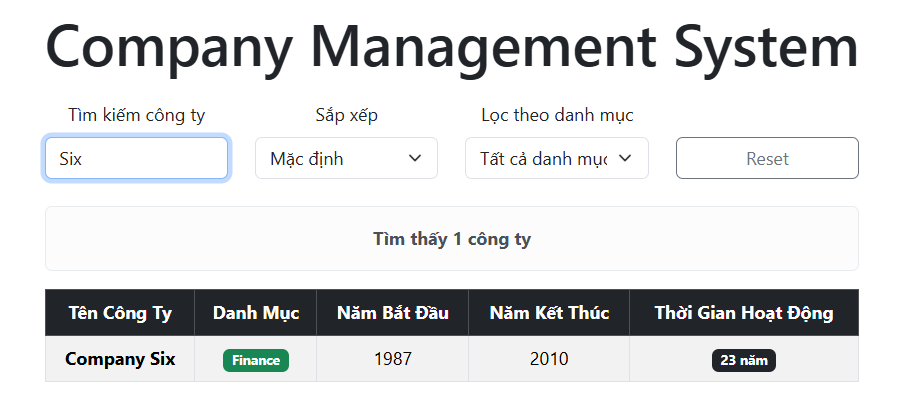 Company Management System
Tìm kiếm công ty Sắp xếp Lọc theo danh mục
Six Mặc định Tất cả danh mục Reset
Tìm thấy 1 công ty
Tên Công Ty Danh Mục Năm Bắt Đầu Năm Kết Thúc Thời Gian Hoạt Động
Company Six Finance 1987 2010 23 năm